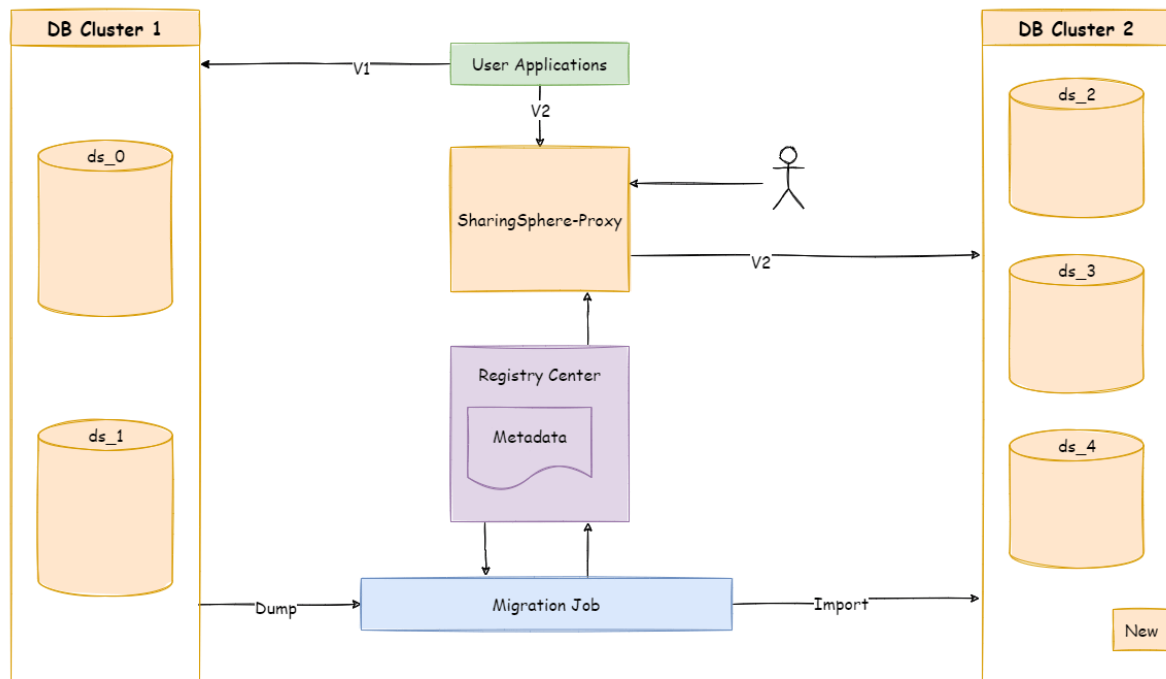 DB Cluster 1
DB Cluster 2
User Applications
V1
V2
ds_0
ds_2
SharingSphere-Proxy
V2
ds_3
Registry Center
Metadata
ds_1
ds_4
Dump
Migration Job
Import
New